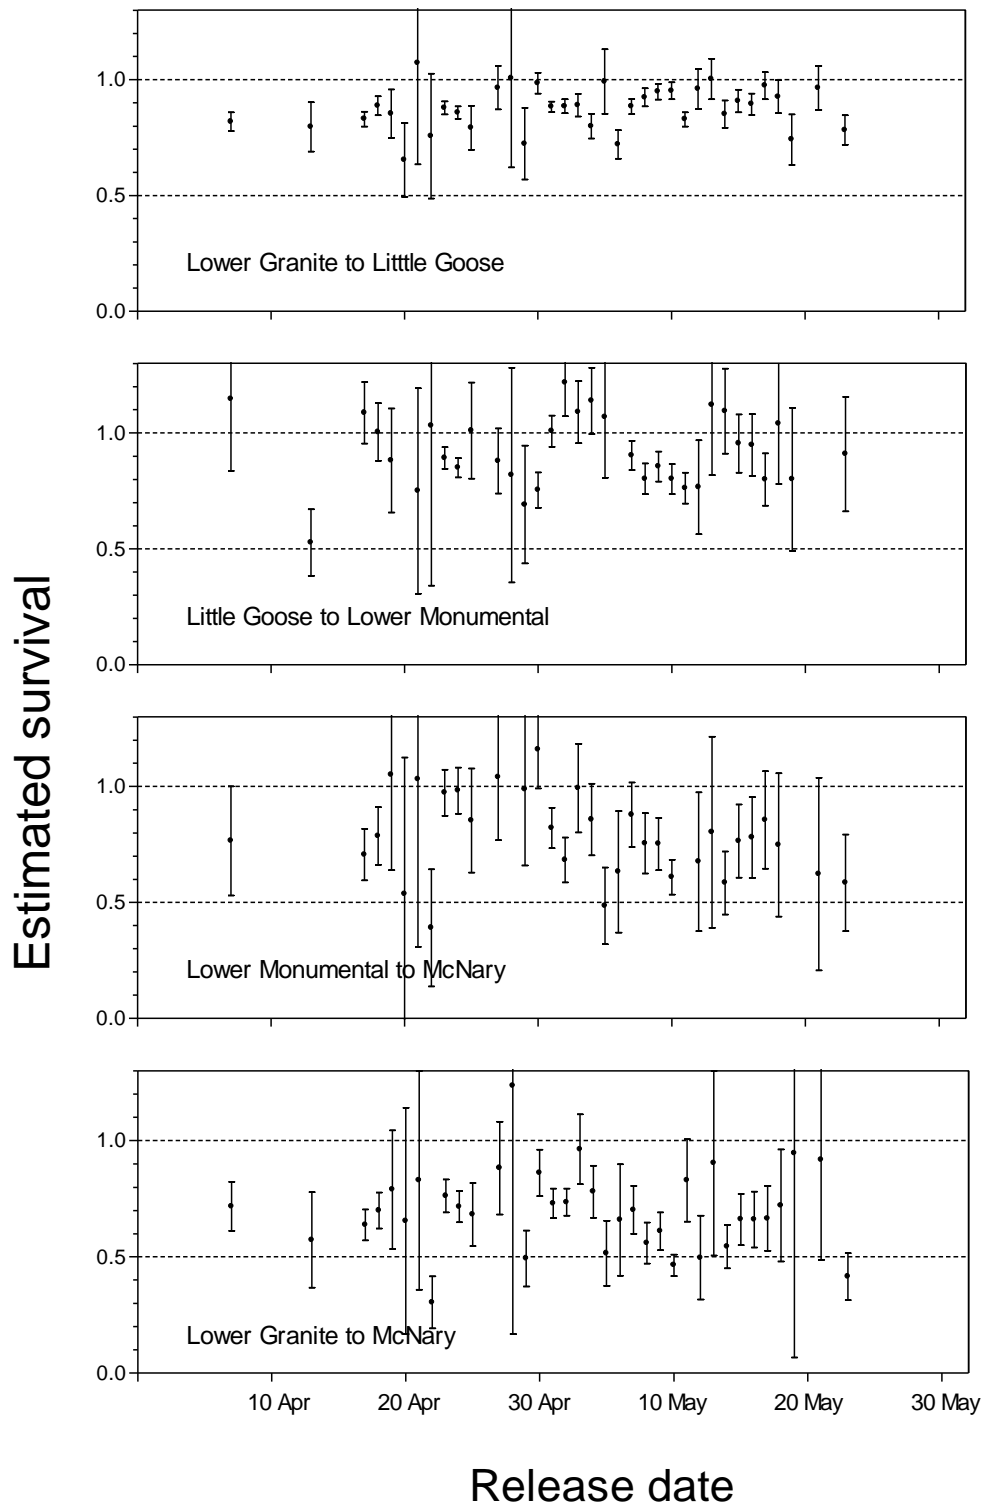 Estimated survival
1.0
0.5
0.0
Lower Granite to Litttle Goose
1.0
0.5
0.0
Little Goose to Lower Monumental
1.0
0.5
0.0
Lower Monumental to McNary
1.0
0.5
0.0
Lower Granite to McNary
10 Apr 20 Apr 30 Apr 10 May 20 May 30 May
Release date